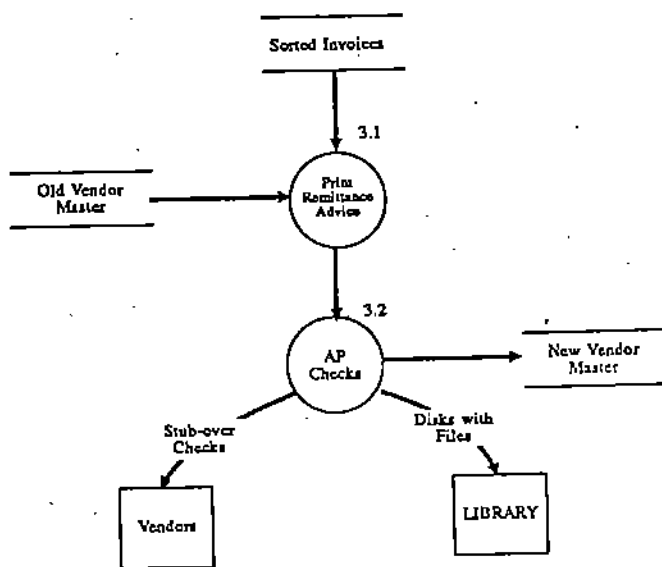 Sorted Invoices
3.1
Old Vendor
Master
Print
Remittance
Advice
3.2
AP
Checks
New Vendor
Master
Stub-over
Checks
Disks with
Files
Vendors
LIBRARY